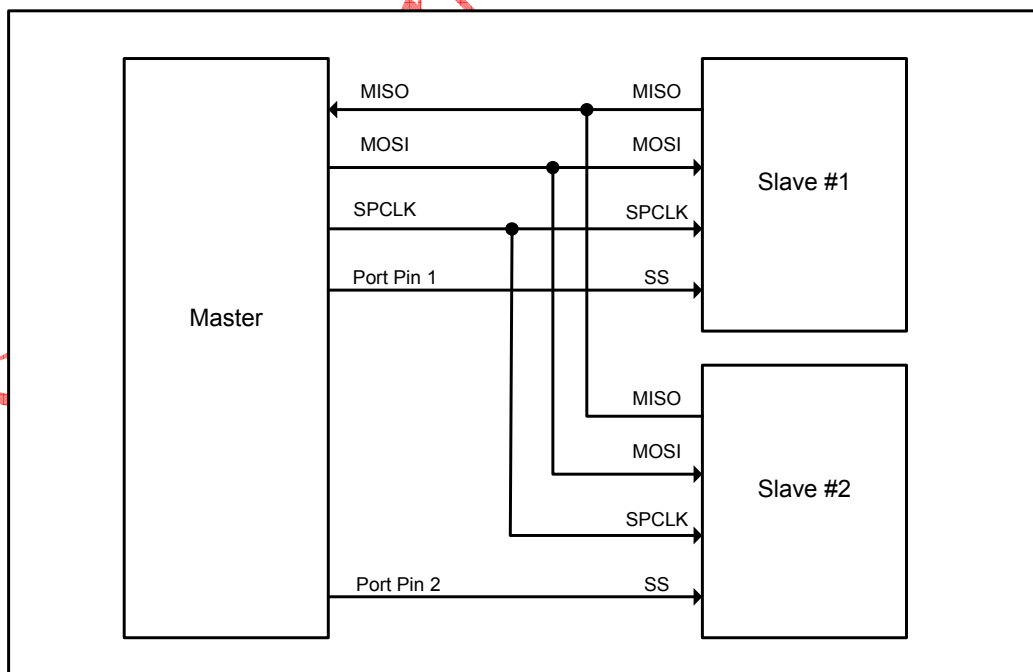 MISO MISO
MOSI MOSI
Slave #1
SPCLK SPCLK
Port Pin 1 SS
Master
MISO
MOSI
Slave #2
SPCLK
Port Pin 2 SS